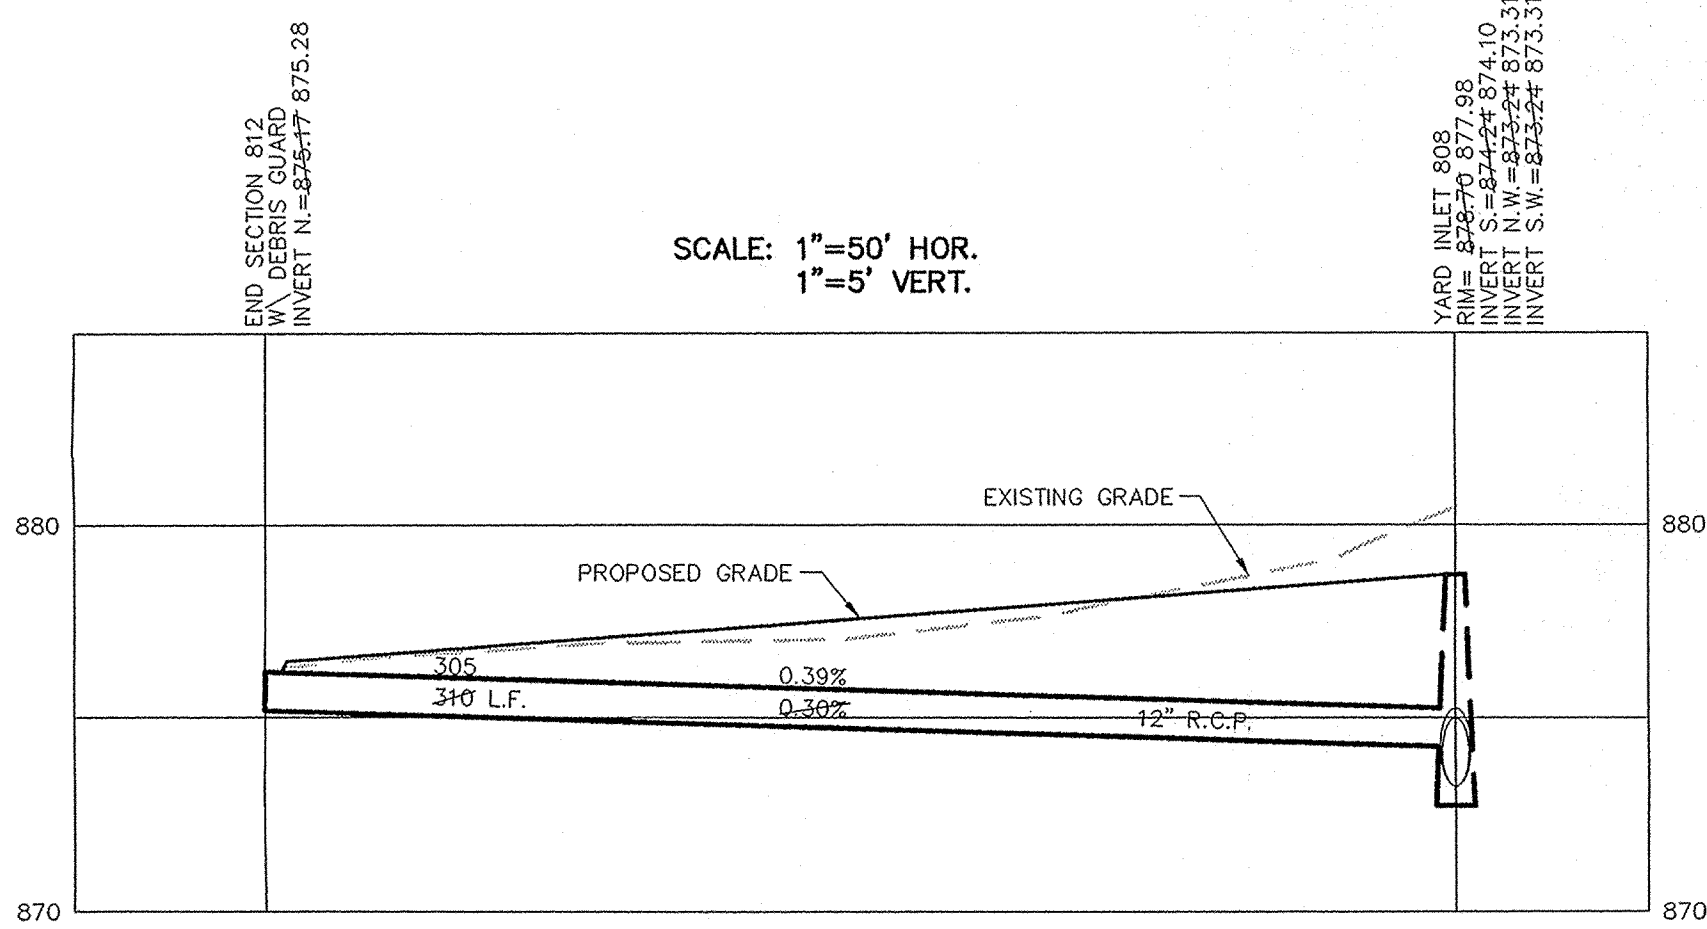 END SECTION 812
W\ DEBRIS GUARD
INVERT N.=875.17 875.28
YARD INLET 808
RIM= 878.70 877.98
INVERT S.=874.24 874.10
INVERT N.W.=873.24 873.31
INVERT S.W.=873.24 873.31
SCALE: 1"=50' HOR.
1"=5' VERT.
EXISTING GRADE
880
880
PROPOSED GRADE
305
0.39%
310 L.F.
0.30%
12" R.C.P.
870
870